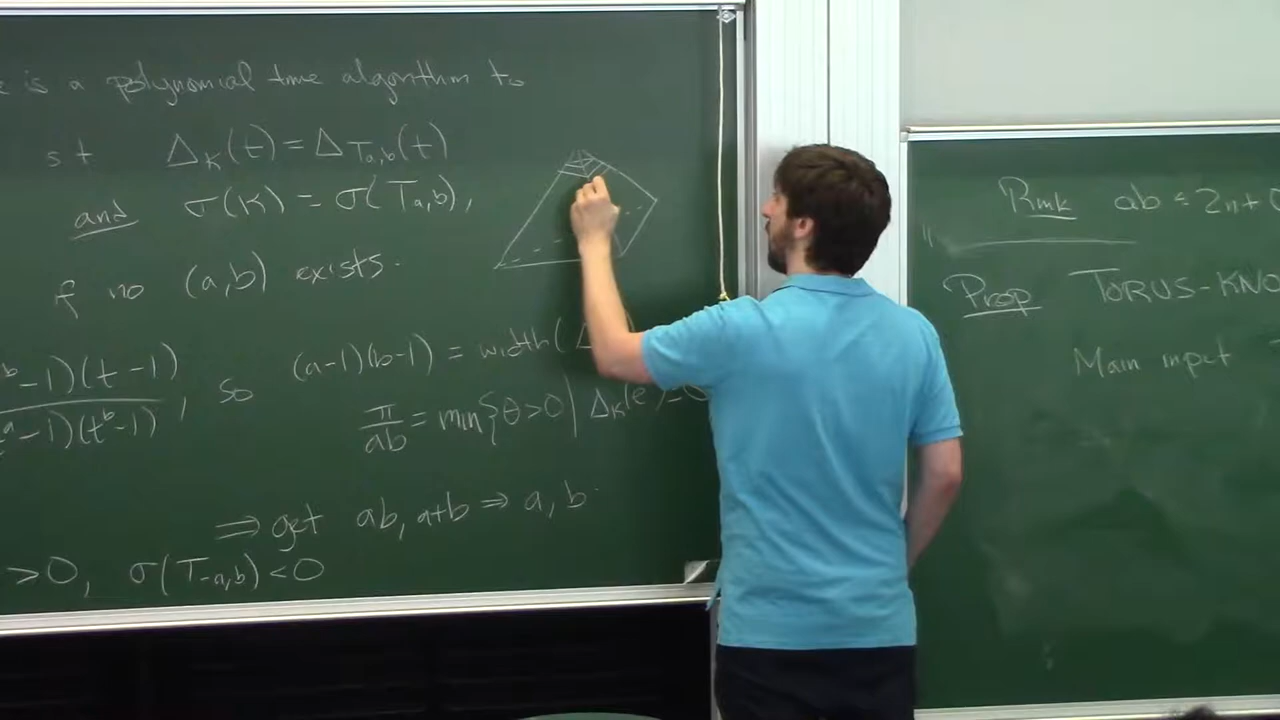 e is a polynomial time algorithm to
st Δ_K(t) = Δ_{T_{a,b}}(t)
and σ(K) = σ(T_{a,b}),
f no (a,b) exists.
-1)(t-1)
-1)(t^b-1) , so (a-1)(b-1) = width(Δ
π/ab = min{θ>0 | Δ_K(e
⇒ get ab, a+b ⇒ a, b.
>0, σ(T_{-a,b}) < 0
Rmk ab ≤ 2n+
Prop TORUS-KNO
Main input